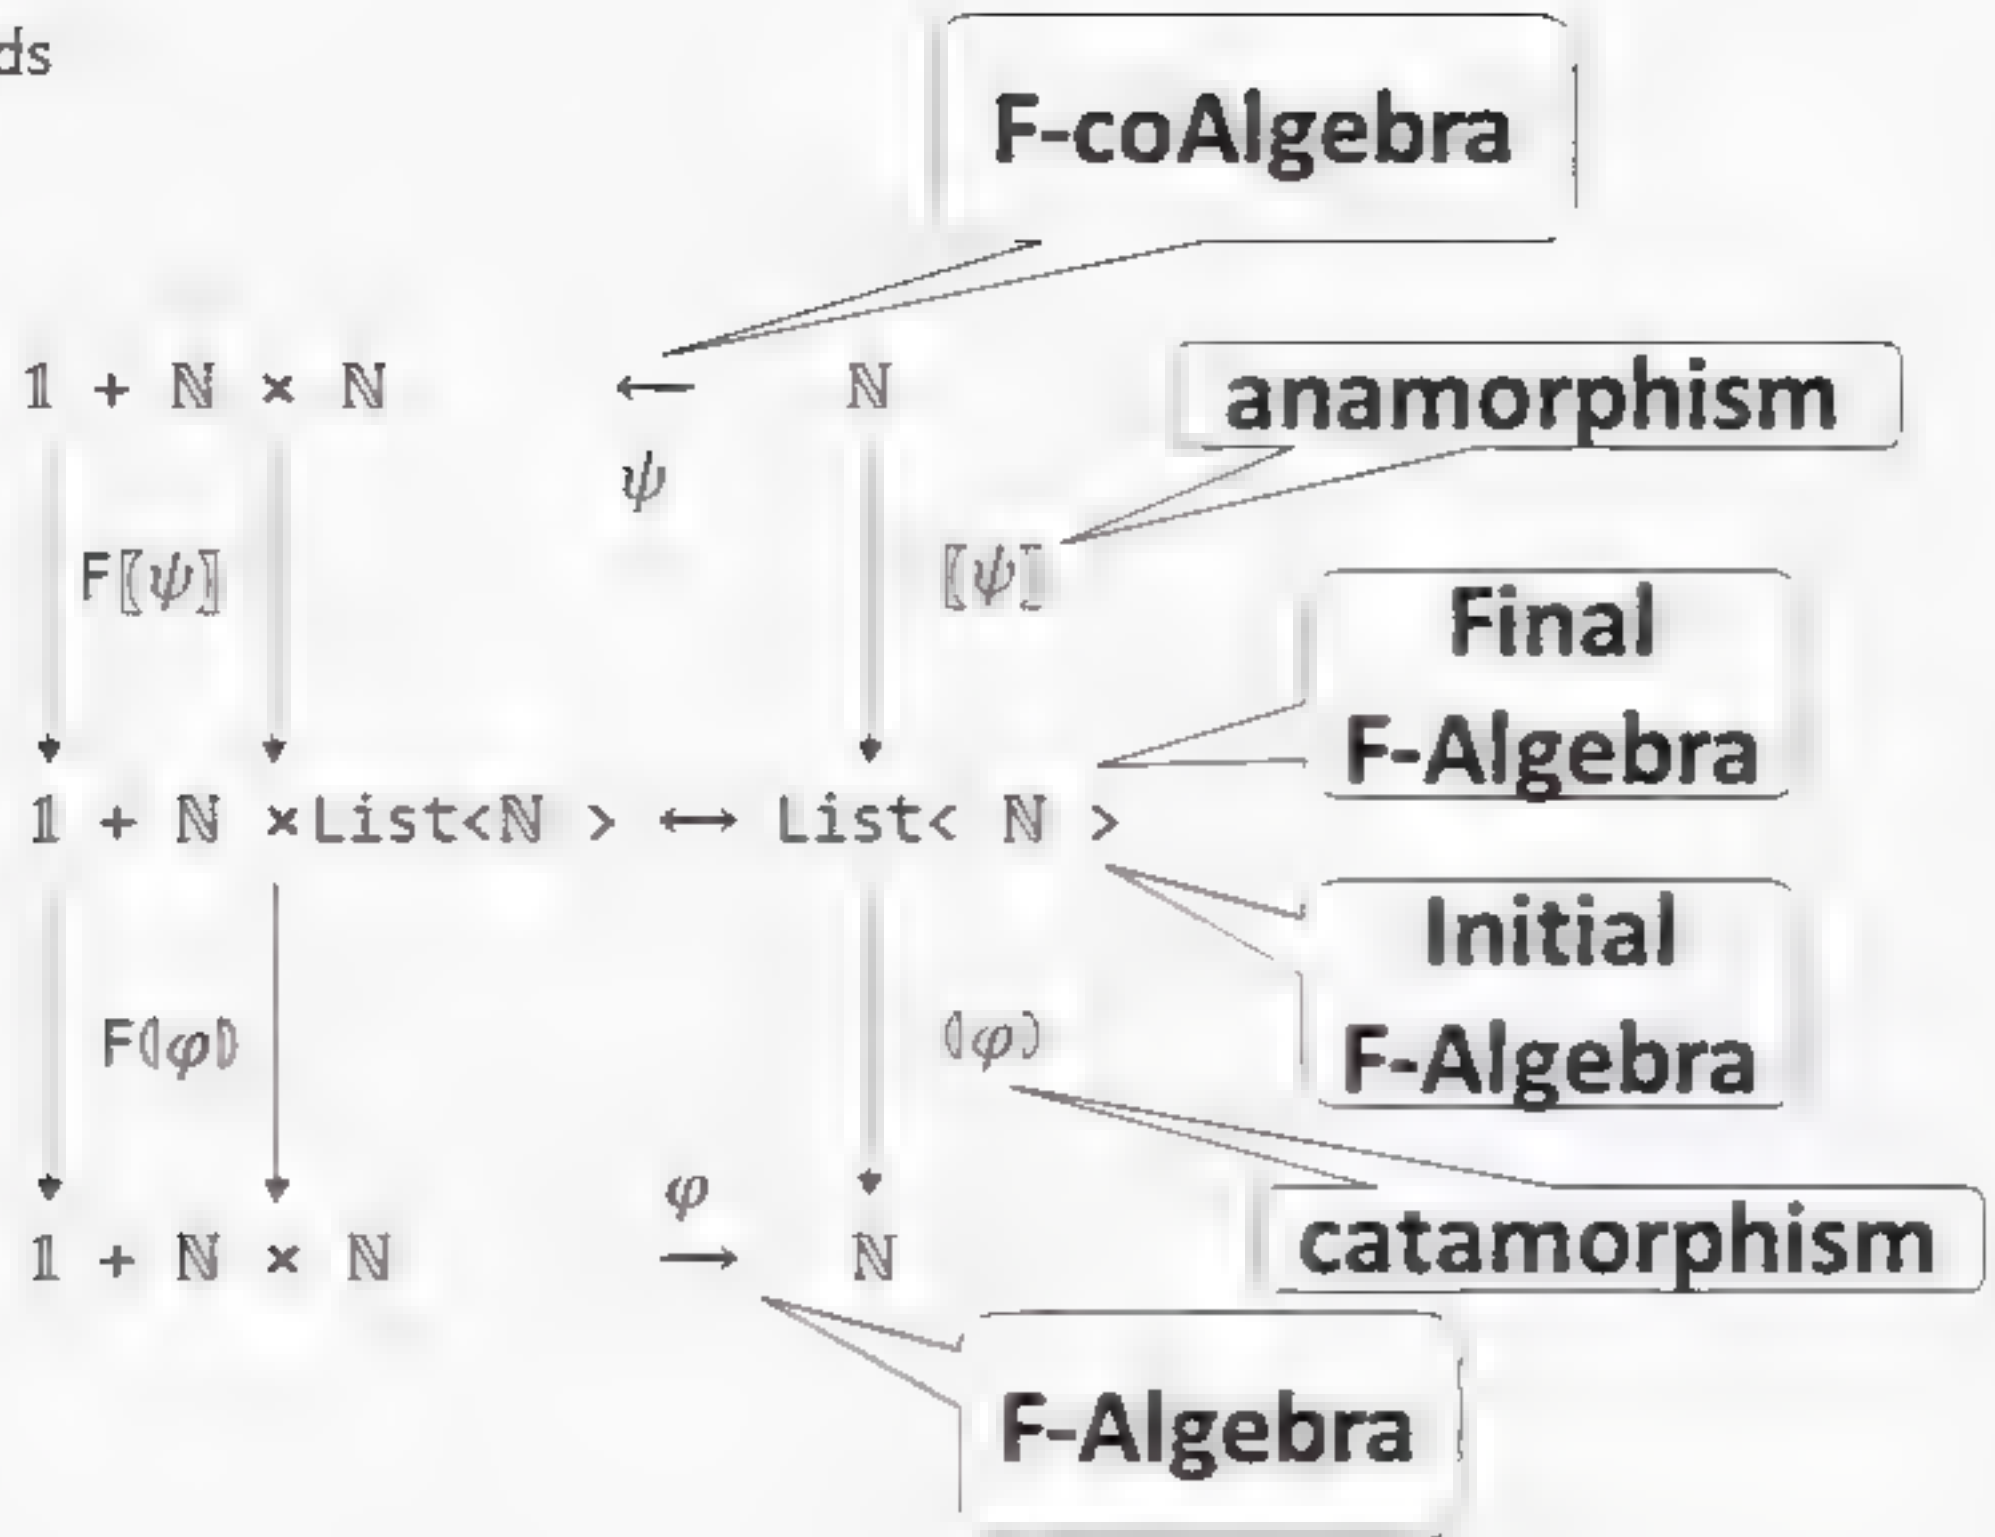 ds
F-coAlgebra
𝟙 + ℕ × ℕ ← ℕ
anamorphism
ψ
F〚ψ〛 〚ψ〛
Final
F-Algebra
𝟙 + ℕ ×List<ℕ > ↔ List< ℕ >
Initial
F-Algebra
F⦇φ⦈ ⦇φ⦈
φ
catamorphism
𝟙 + ℕ × ℕ → ℕ
F-Algebra